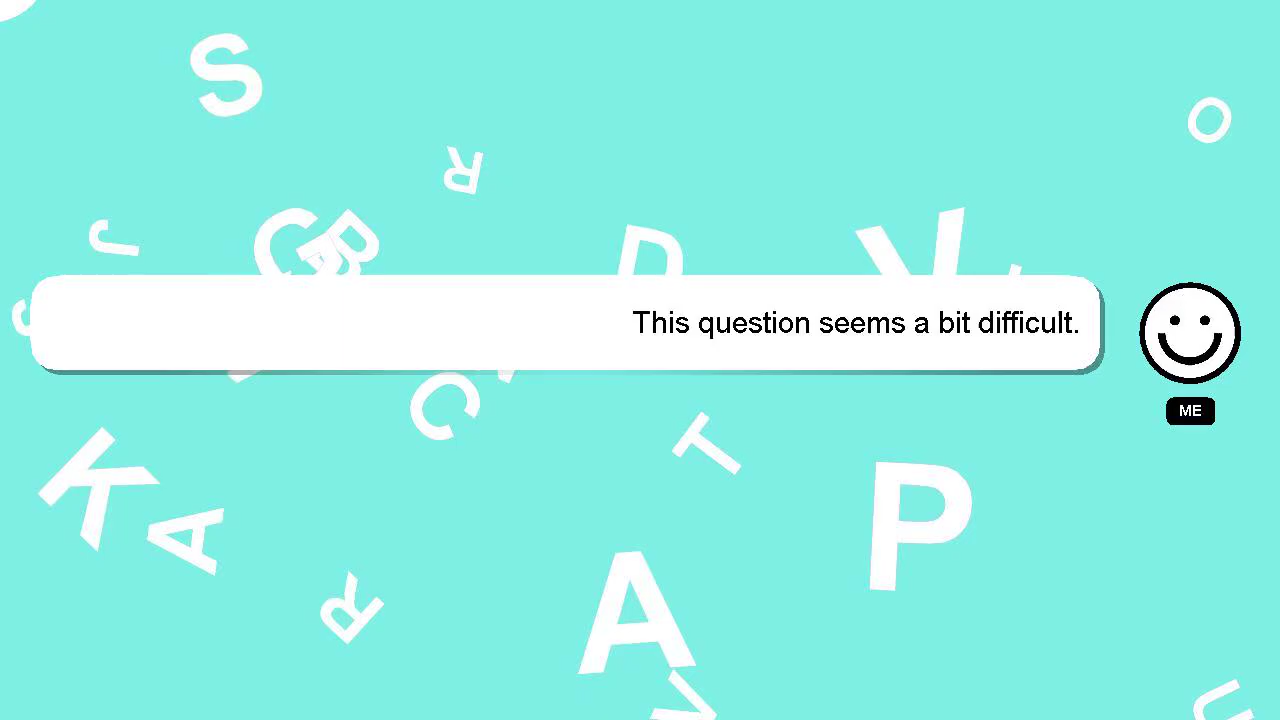 S
O
R
J
G
B
D
V
This question seems a bit difficult.
ME
C
T
K
P
A
R
A
U